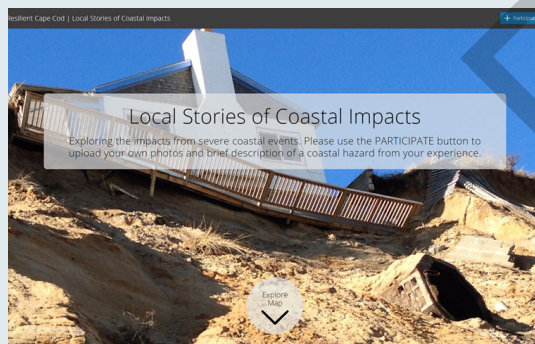 Resilient Cape Cod | Local Stories of Coastal Impacts
Local Stories of Coastal Impacts
Exploring the impacts from severe coastal events. Please use the PARTICIPATE button to
upload your own photos and brief description of a coastal hazard from your experience.
Explore
Map